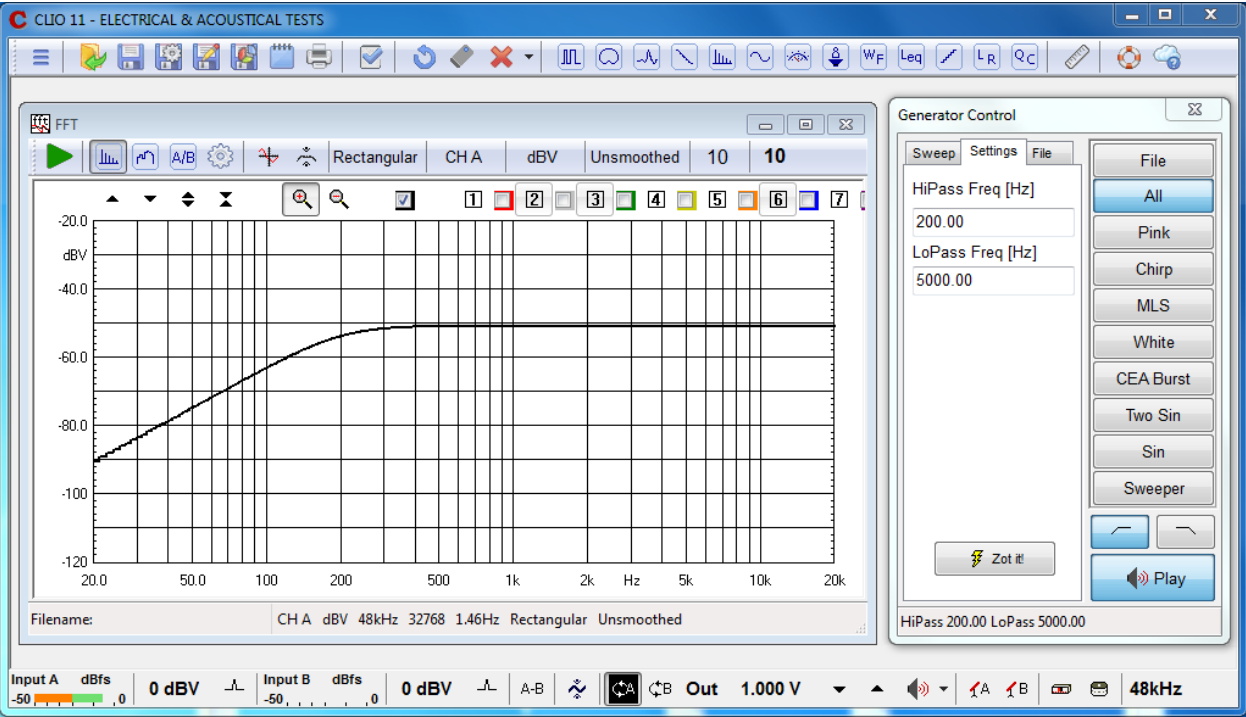 CLIO 11 - ELECTRICAL & ACOUSTICAL TESTS
WF Leq LR QC
FFT
A/B Rectangular CH A dBV Unsmoothed 10 10
1 2 3 4 5 6 7
-20.0
dBV
-40.0
-60.0
-80.0
-100
-120
20.0 50.0 100 200 500 1k 2k Hz 5k 10k 20k
Filename: CH A dBV 48kHz 32768 1.46Hz Rectangular Unsmoothed
Generator Control
Sweep Settings File
HiPass Freq [Hz]
200.00
LoPass Freq [Hz]
5000.00
Zot it!
File
All
Pink
Chirp
MLS
White
CEA Burst
Two Sin
Sin
Sweeper
Play
HiPass 200.00 LoPass 5000.00
Input A dBfs
-50 0
0 dBV
Input B dBfs
-50 0
0 dBV
A-B A B Out 1.000 V A B 48kHz